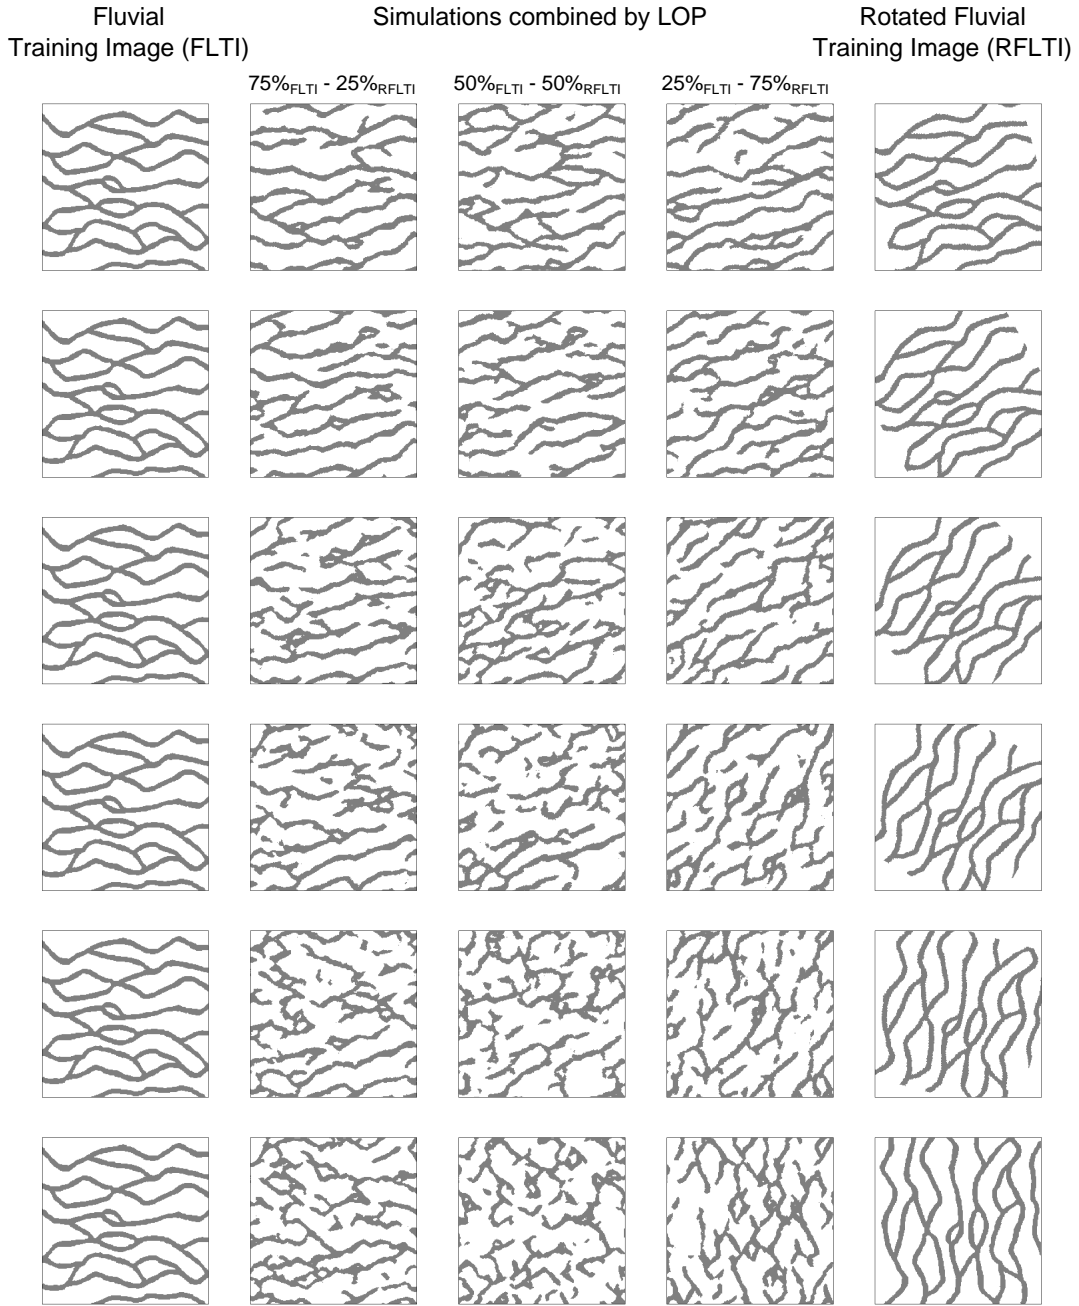 Fluvial
Training Image (FLTI)
Simulations combined by LOP
Rotated Fluvial
Training Image (RFLTI)
75%FLTI - 25%RFLTI
50%FLTI - 50%RFLTI
25%FLTI - 75%RFLTI